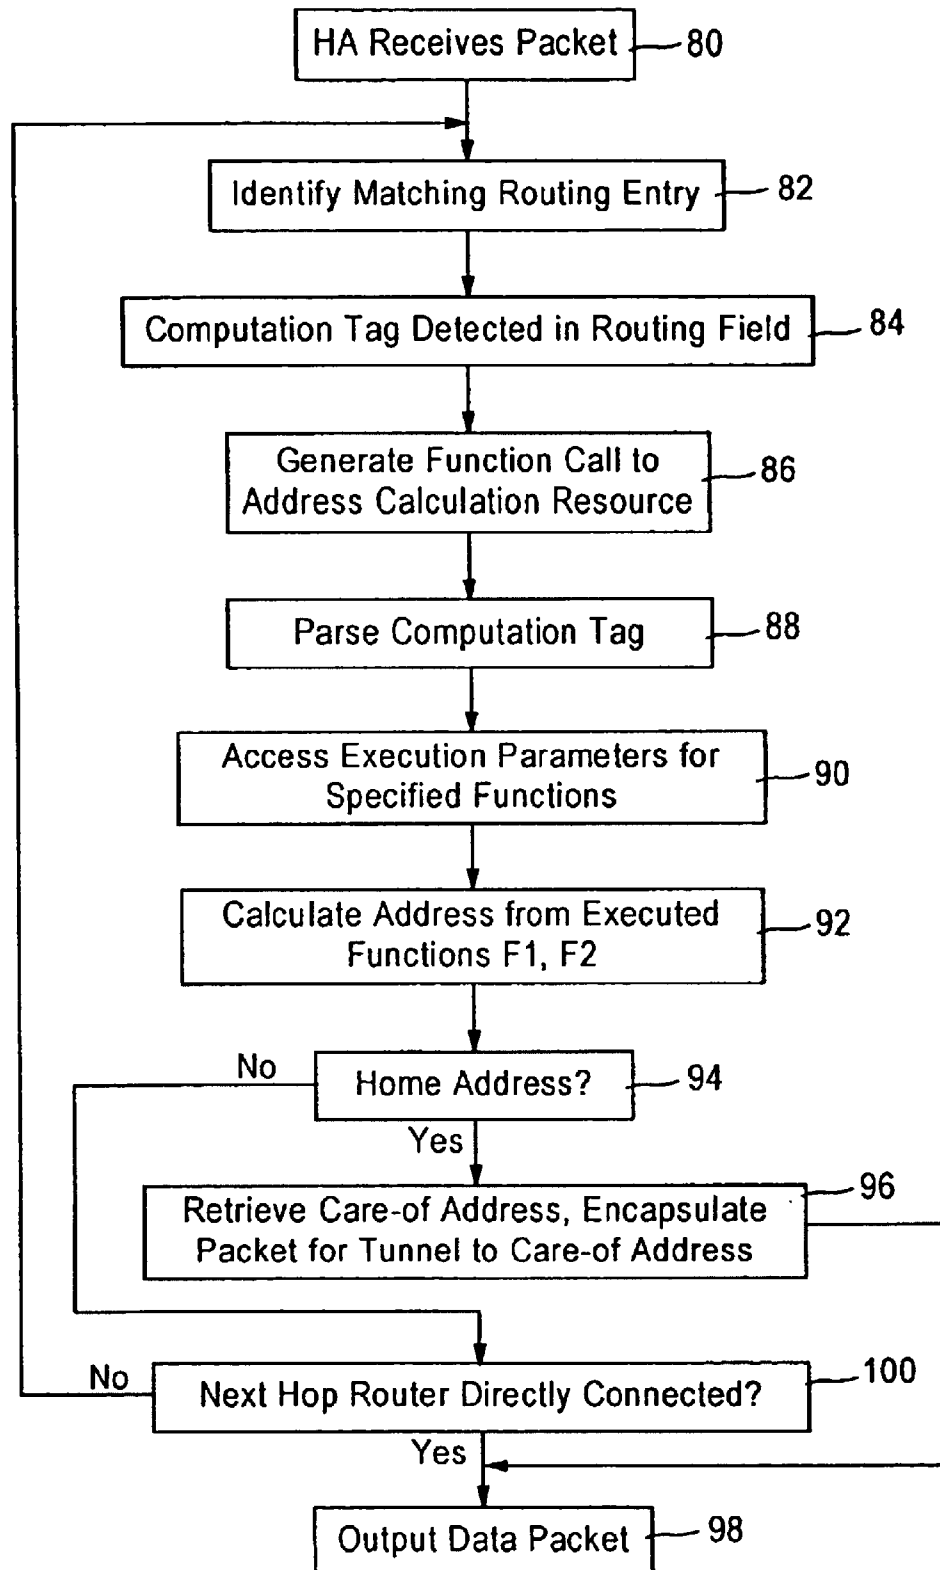 HA Receives Packet
80
Identify Matching Routing Entry
82
Computation Tag Detected in Routing Field
84
Generate Function Call to
Address Calculation Resource
86
Parse Computation Tag
88
Access Execution Parameters for
Specified Functions
90
Calculate Address from Executed
Functions F1, F2
92
No
Home Address?
94
Yes
Retrieve Care-of Address, Encapsulate
Packet for Tunnel to Care-of Address
96
No
Next Hop Router Directly Connected?
100
Yes
Output Data Packet
98